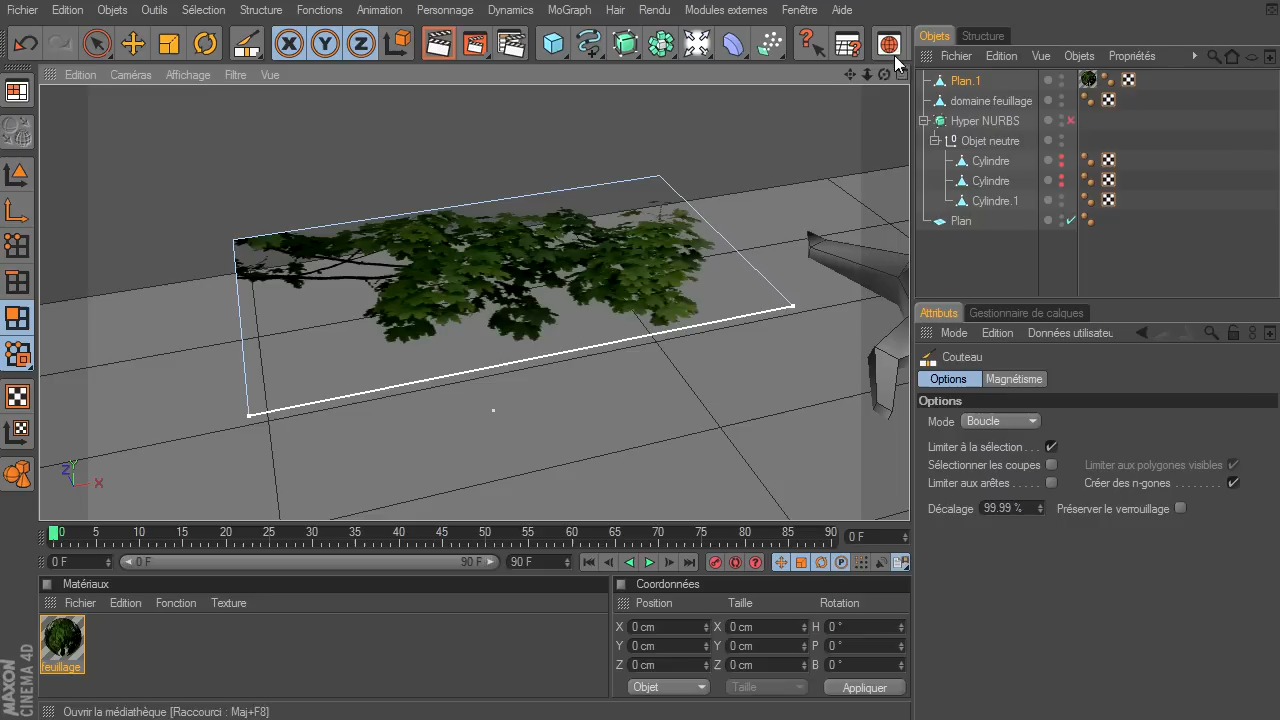 Fichier Edition Objets Outils Sélection Structure Fonctions Animation Personnage Dynamics MoGraph Hair Rendu Modules externes Fenêtre Aide
Objets Structure
Fichier Edition Vue Objets Propriétés
Edition Caméras Affichage Filtre Vue
Plan.1
domaine feuillage
Hyper NURBS
Objet neutre
Cylindre
Cylindre
Cylindre.1
Plan
Attributs Gestionnaire de calques
Mode Edition Données utilisateu
Couteau
Options Magnétisme
Options
Mode Boucle
Limiter à la sélection . . .
Sélectionner les coupes Limiter aux polygones visibles
Limiter aux arêtes . . . . . Créer des n-gones . . . . . . . .
Décalage 99.99 % Préserver le verrouillage
Z Y X
0 5 10 15 20 25 30 35 40 45 50 55 60 65 70 75 80 85 90 0 F
0 F 0 F 90 F 90 F
Matériaux
Fichier Edition Fonction Texture
feuillage
Coordonnées
Position Taille Rotation
X 0 cm X 0 cm H 0 °
Y 0 cm Y 0 cm P 0 °
Z 0 cm Z 0 cm B 0 °
Objet Taille Appliquer
MAXON
CINEMA 4D
Ouvrir la médiathèque [Raccourci : Maj+F8]